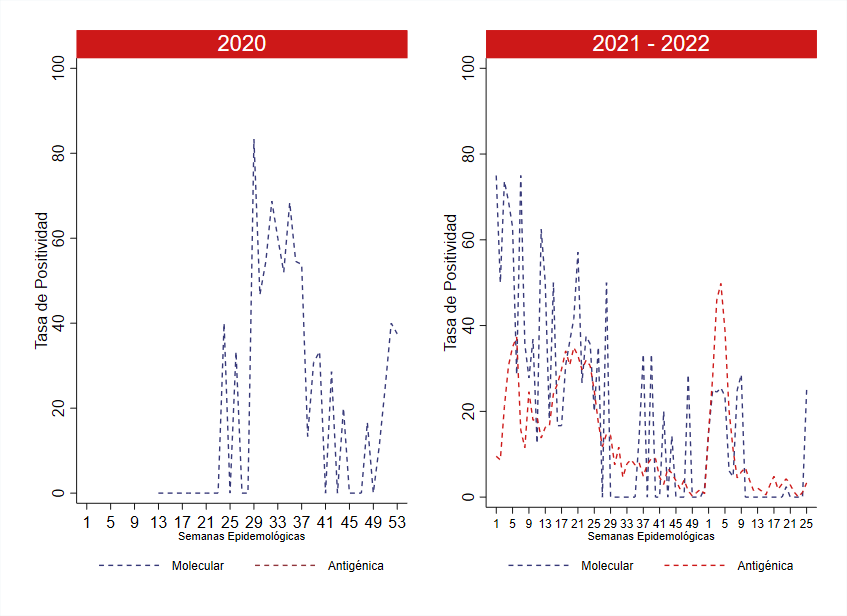 2020
100
80
60
40
20
0
Tasa de Positividad
1 5 9 13 17 21 25 29 33 37 41 45 49 53
Semanas Epidemológicas
Molecular Antigénica
2021 - 2022
100
80
60
40
20
0
Tasa de Positividad
1 5 9 13 17 21 25 29 33 37 41 45 49 1 5 9 13 17 21 25
Semanas Epidemológicas
Molecular Antigénica